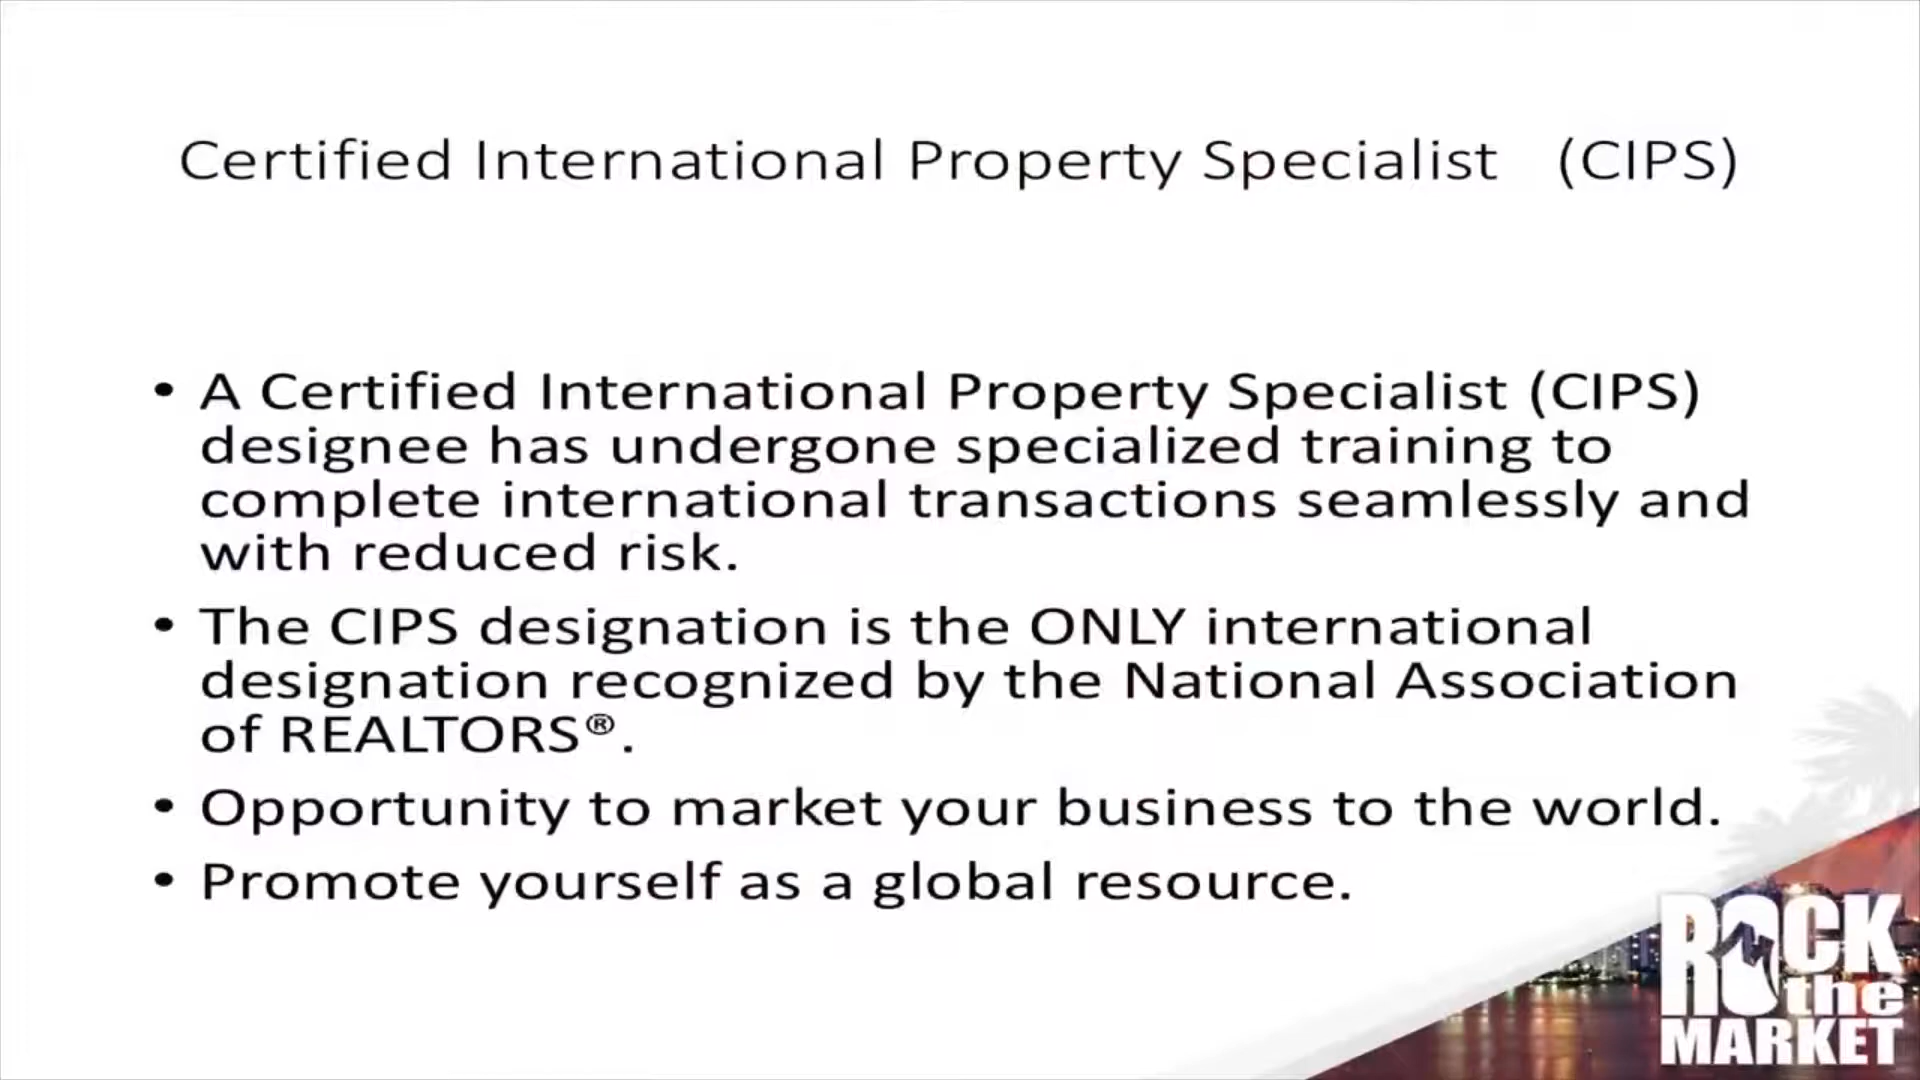 Certified International Property Specialist (CIPS)
• A Certified International Property Specialist (CIPS)
designee has undergone specialized training to
complete international transactions seamlessly and
with reduced risk.
• The CIPS designation is the ONLY international
designation recognized by the National Association
of REALTORS®.
• Opportunity to market your business to the world.
• Promote yourself as a global resource.
ROCK
the
MARKET